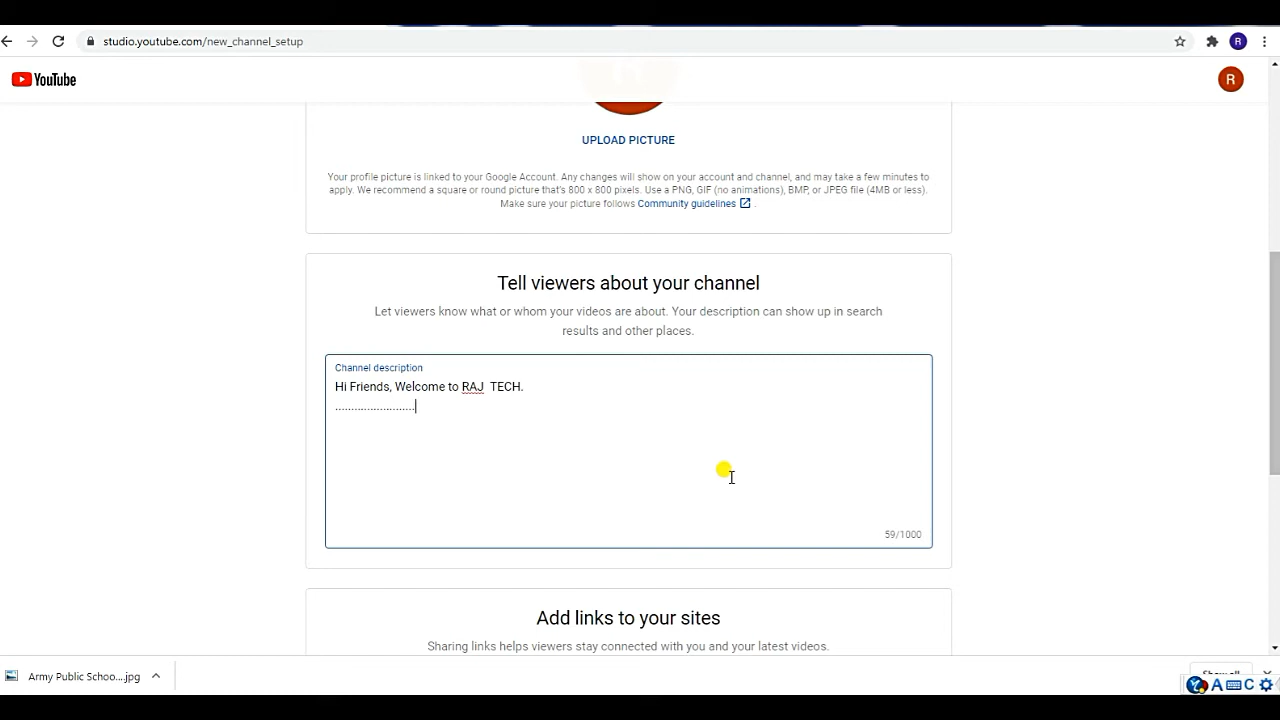 studio.youtube.com/new_channel_setup
R
YouTube
R
UPLOAD PICTURE
Your profile picture is linked to your Google Account. Any changes will show on your account and channel, and may take a few minutes to
apply. We recommend a square or round picture that's 800 x 800 pixels. Use a PNG, GIF (no animations), BMP, or JPEG file (4MB or less).
Make sure your picture follows Community guidelines .
Tell viewers about your channel
Let viewers know what or whom your videos are about. Your description can show up in search
results and other places.
Channel description
Hi Friends, Welcome to RAJ  TECH.
.........................
59/1000
Add links to your sites
Sharing links helps viewers stay connected with you and your latest videos.
Army Public Schoo....jpg
Show all
A C